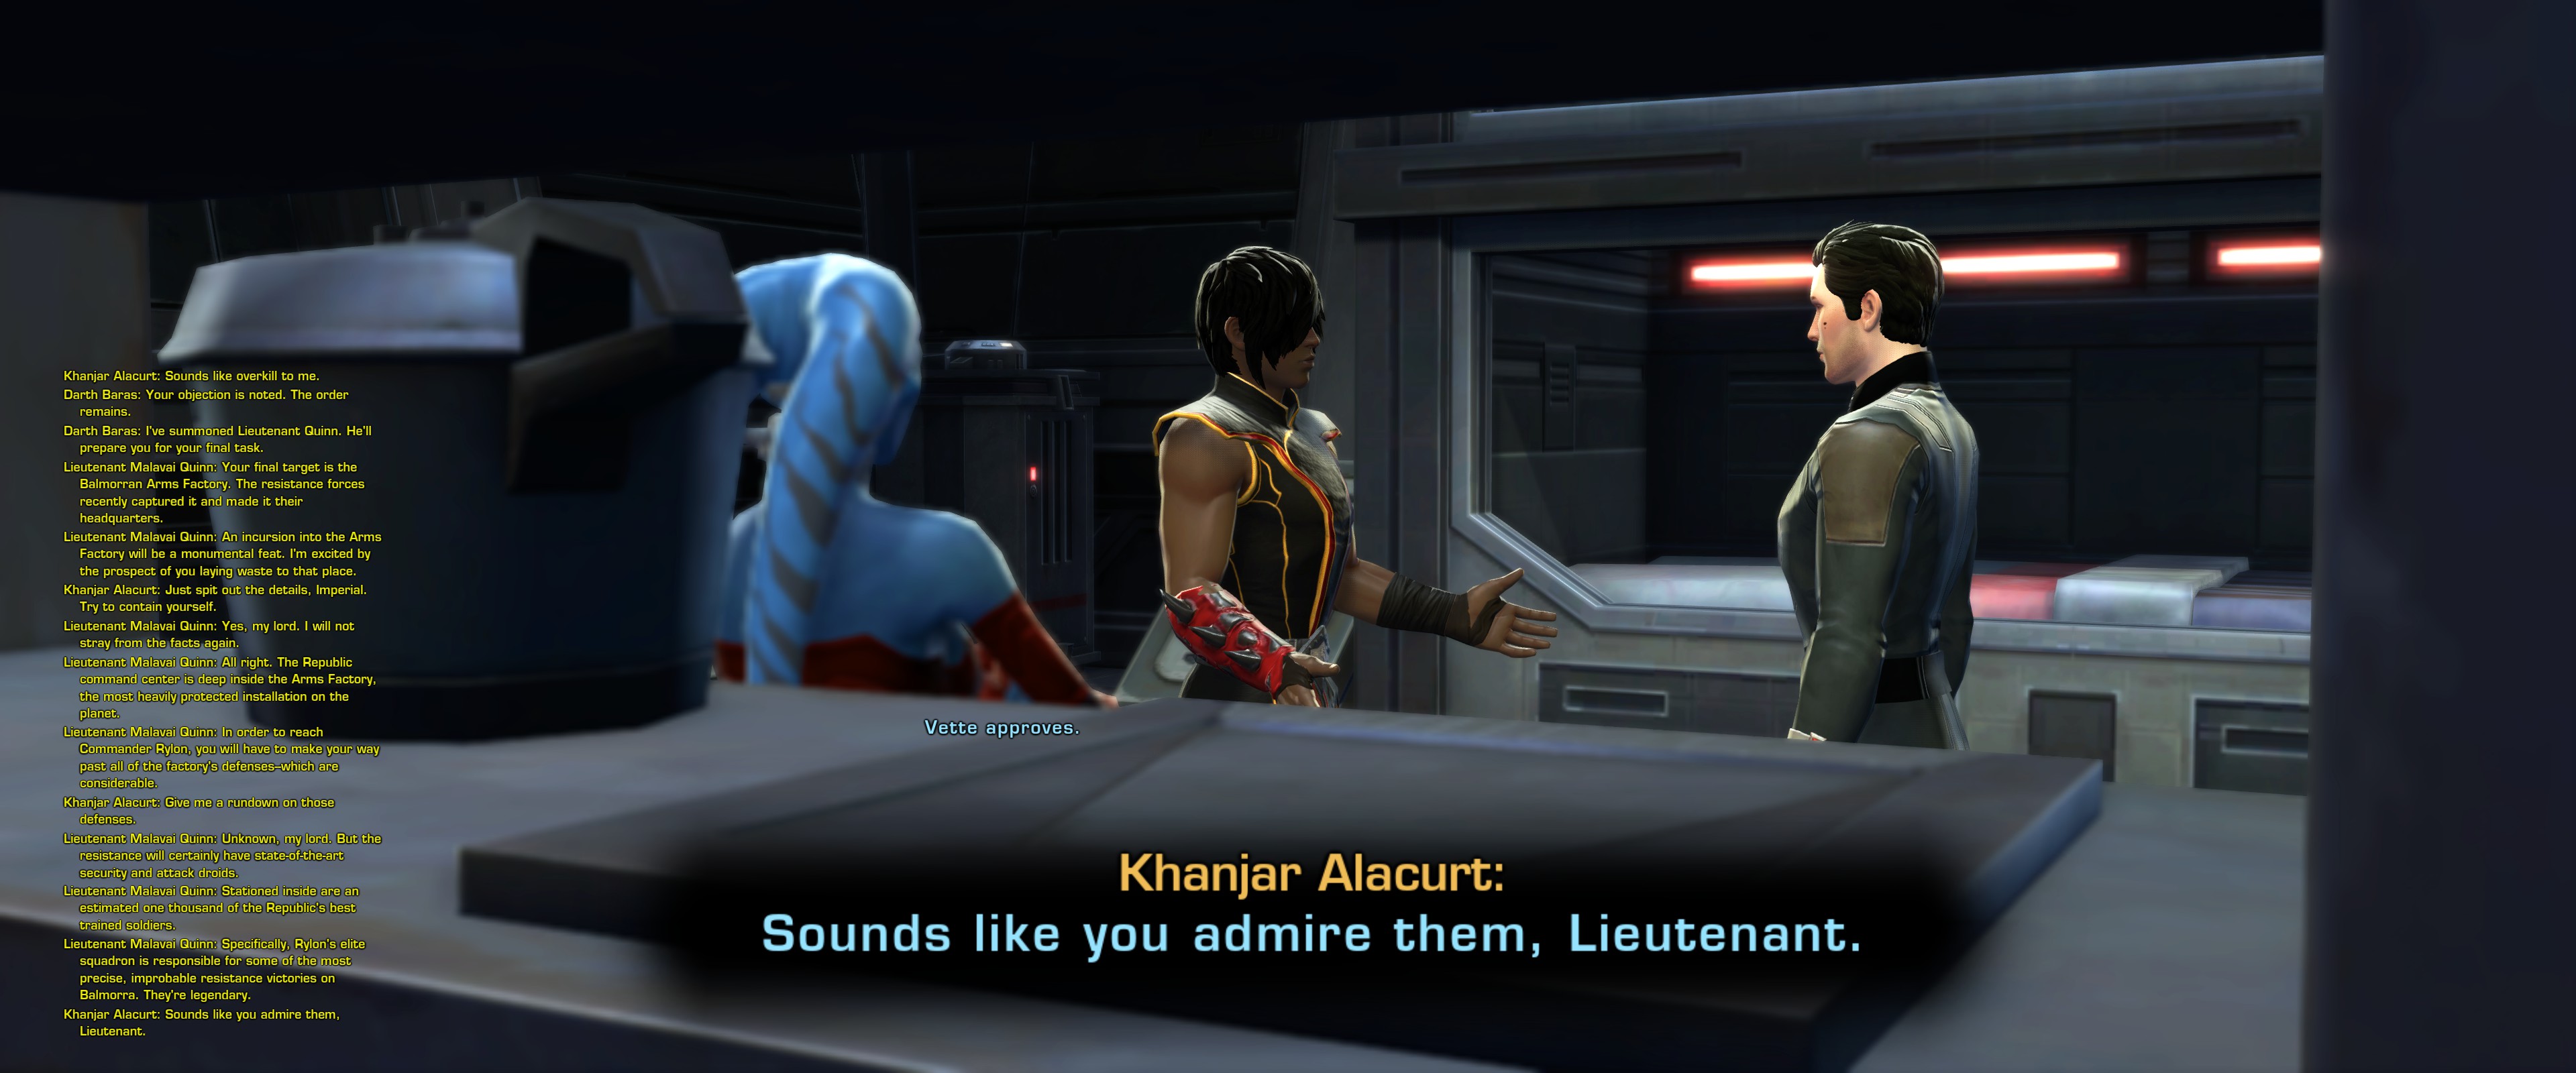 Khanjar Alacurt: Sounds like overkill to me.
Darth Baras: Your objection is noted. The order
remains.
Darth Baras: I've summoned Lieutenant Quinn. He'll
prepare you for your final task.
Lieutenant Malavai Quinn: Your final target is the
Balmorran Arms Factory. The resistance forces
recently captured it and made it their
headquarters.
Lieutenant Malavai Quinn: An incursion into the Arms
Factory will be a monumental feat. I'm excited by
the prospect of you laying waste to that place.
Khanjar Alacurt: Just spit out the details, Imperial.
Try to contain yourself.
Lieutenant Malavai Quinn: Yes, my lord. I will not
stray from the facts again.
Lieutenant Malavai Quinn: All right. The Republic
command center is deep inside the Arms Factory,
the most heavily protected installation on the
planet.
Lieutenant Malavai Quinn: In order to reach
Commander Rylon, you will have to make your way
past all of the factory's defenses–which are
considerable.
Khanjar Alacurt: Give me a rundown on those
defenses.
Lieutenant Malavai Quinn: Unknown, my lord. But the
resistance will certainly have state-of-the-art
security and attack droids.
Lieutenant Malavai Quinn: Stationed inside are an
estimated one thousand of the Republic's best
trained soldiers.
Lieutenant Malavai Quinn: Specifically, Rylon's elite
squadron is responsible for some of the most
precise, improbable resistance victories on
Balmorra. They're legendary.
Khanjar Alacurt: Sounds like you admire them,
Lieutenant.
Vette approves.
Khanjar Alacurt:
Sounds like you admire them, Lieutenant.